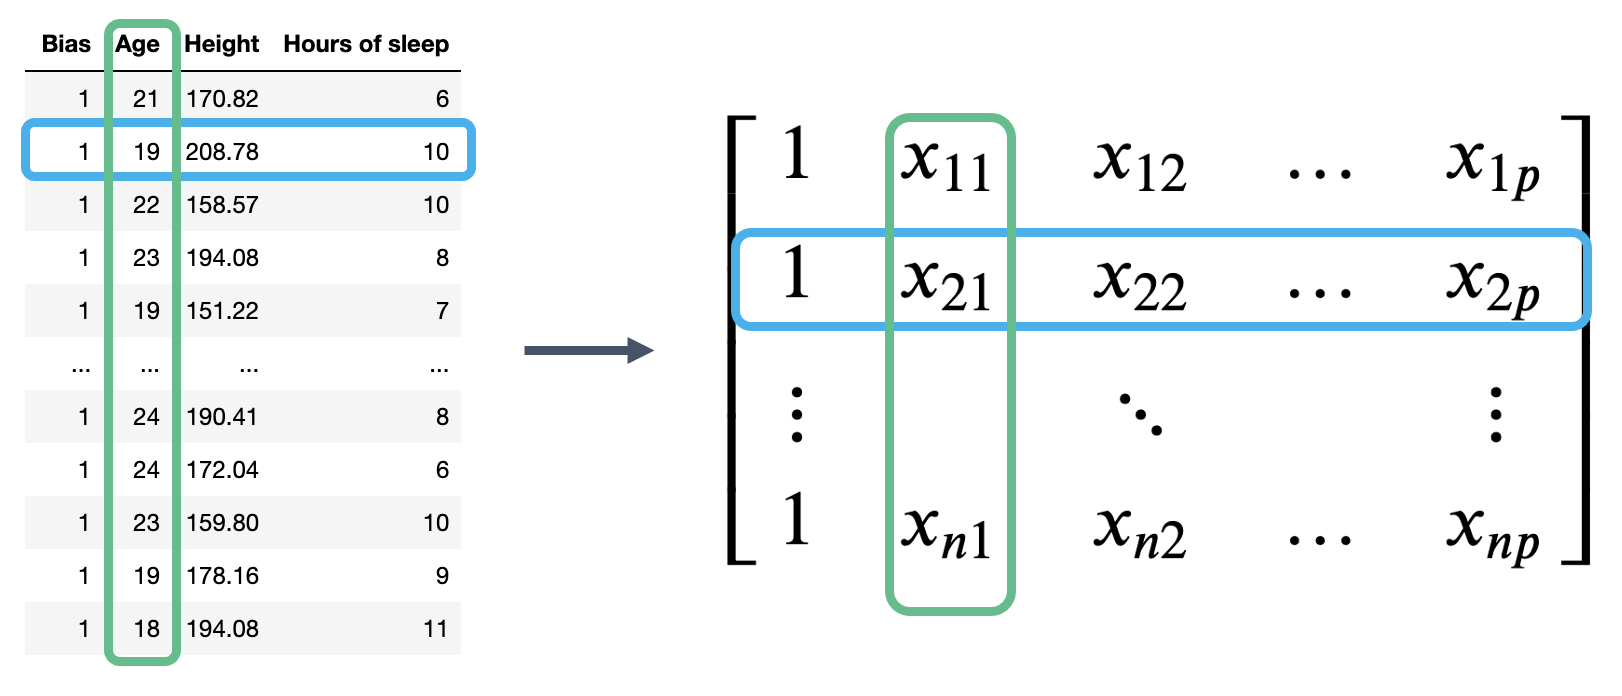 Bias Age Height Hours of sleep
1 21 170.82 6
1 19 208.78 10
1 22 158.57 10
1 23 194.08 8
1 19 151.22 7
... ... ... ...
1 24 190.41 8
1 24 172.04 6
1 23 159.80 10
1 19 178.16 9
1 18 194.08 11
1 x₁₁ x₁₂ … x₁ₚ
1 x₂₁ x₂₂ … x₂ₚ
⋮ ⋱ ⋮
1 xₙ₁ xₙ₂ … xₙₚ